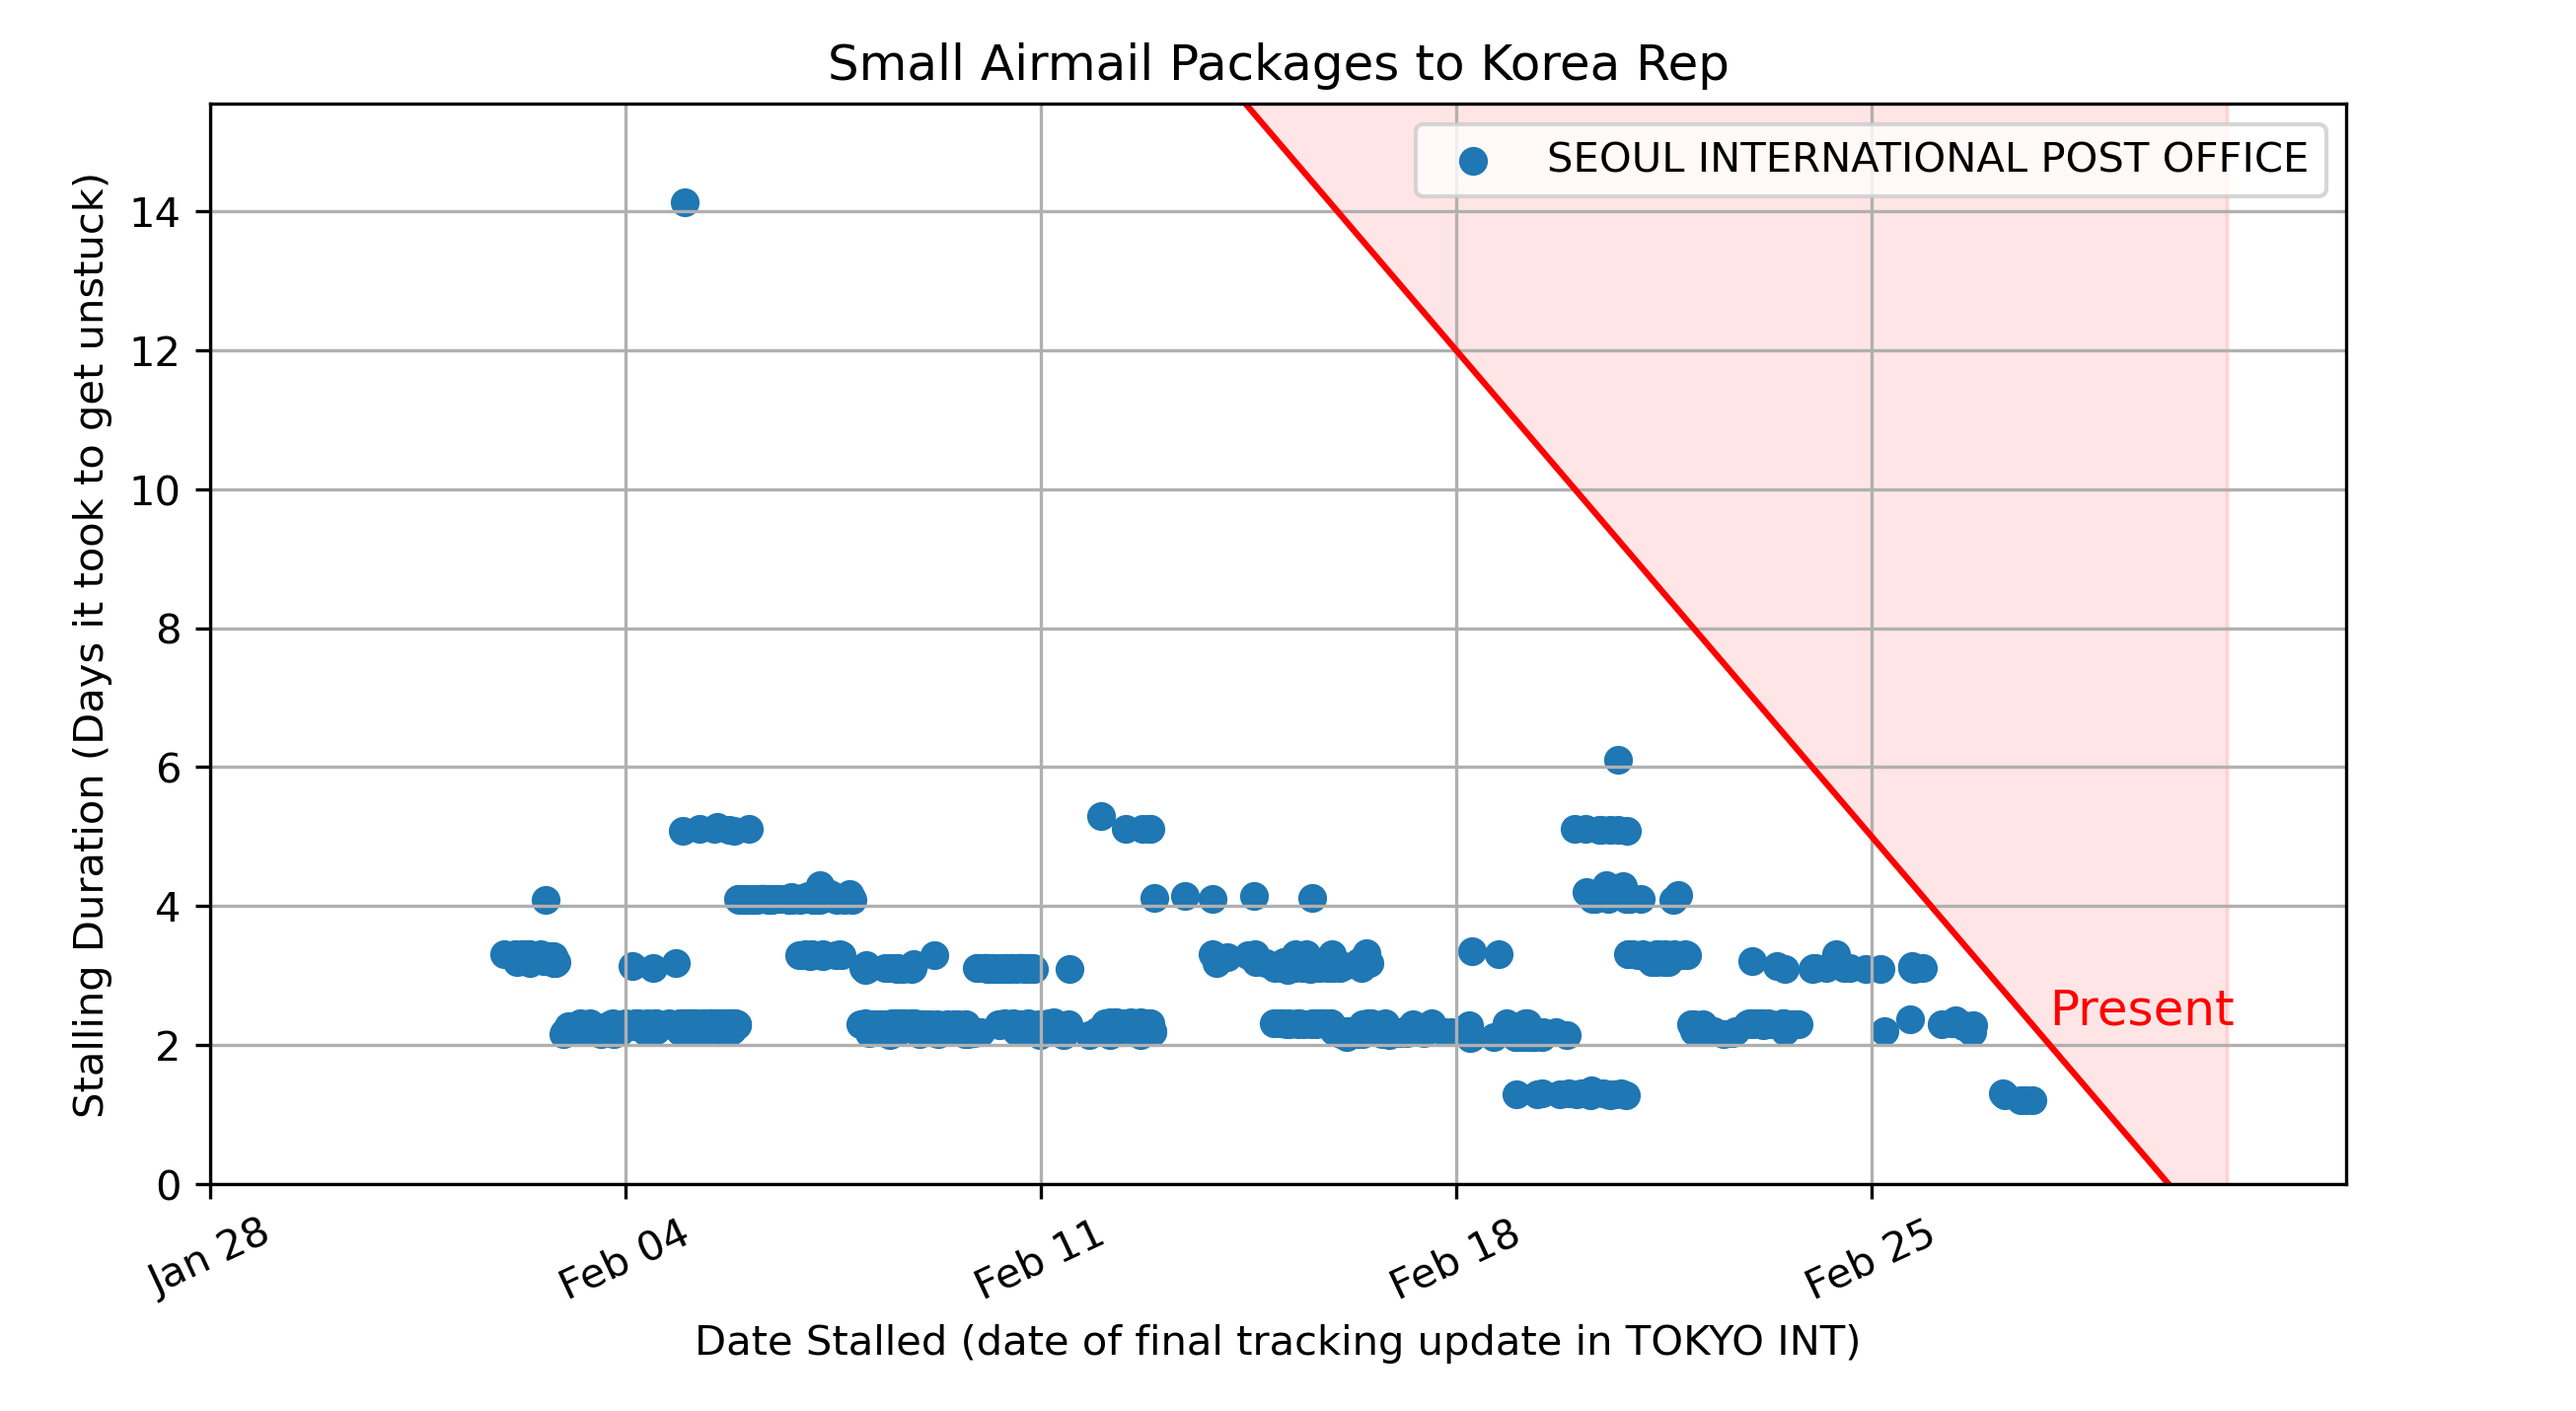 Small Airmail Packages to Korea Rep
SEOUL INTERNATIONAL POST OFFICE
Stalling Duration (Days it took to get unstuck)
14
12
10
8
6
4
2
0
Present
Jan 28
Feb 04
Feb 11
Feb 18
Feb 25
Date Stalled (date of final tracking update in TOKYO INT)